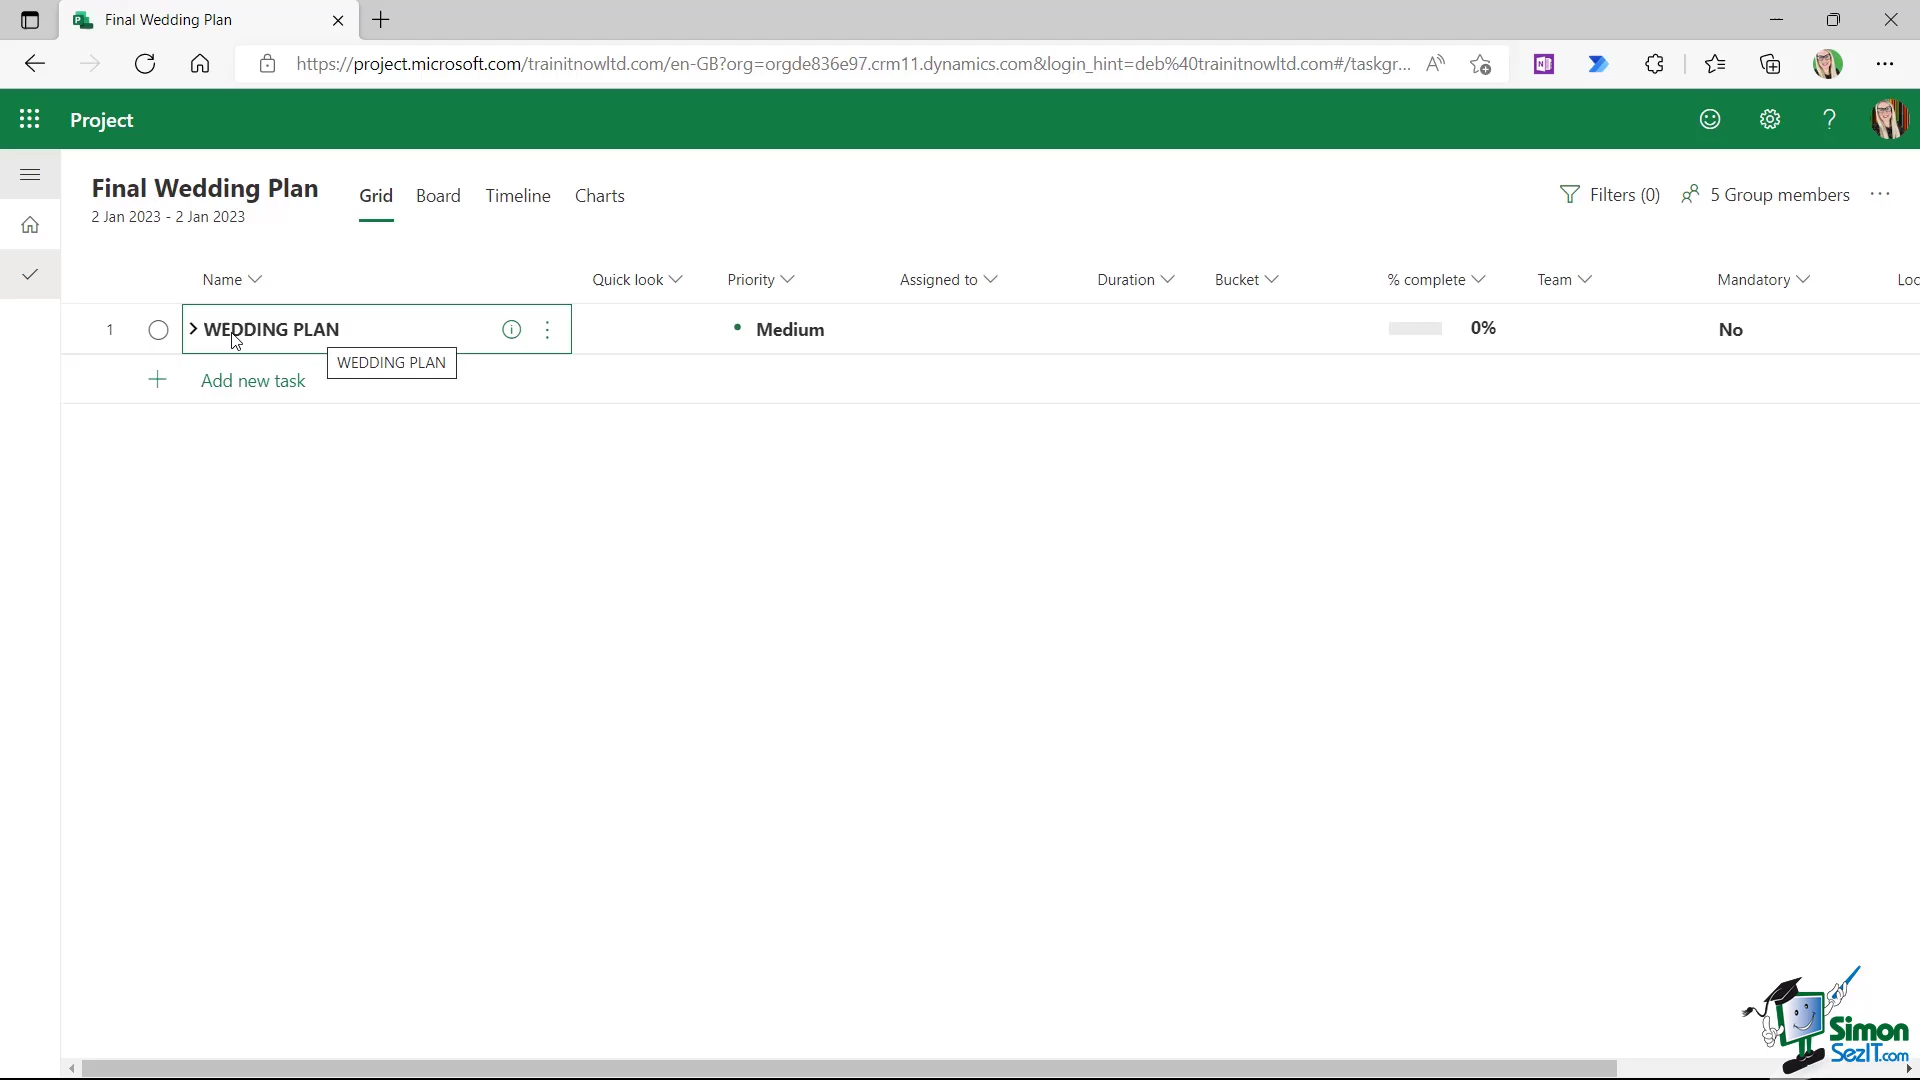 Final Wedding Plan
https://project.microsoft.com/trainitnowltd.com/en-GB?org=orgde836e97.crm11.dynamics.com&login_hint=deb%40trainitnowltd.com#/taskgr...
Project
Final Wedding Plan
2 Jan 2023 - 2 Jan 2023
Grid Board Timeline Charts
Filters (0) 5 Group members
Name Quick look Priority Assigned to Duration Bucket % complete Team Mandatory Loc
1 WEDDING PLAN Medium 0% No
WEDDING PLAN
Add new task
Simon
SezIT.com